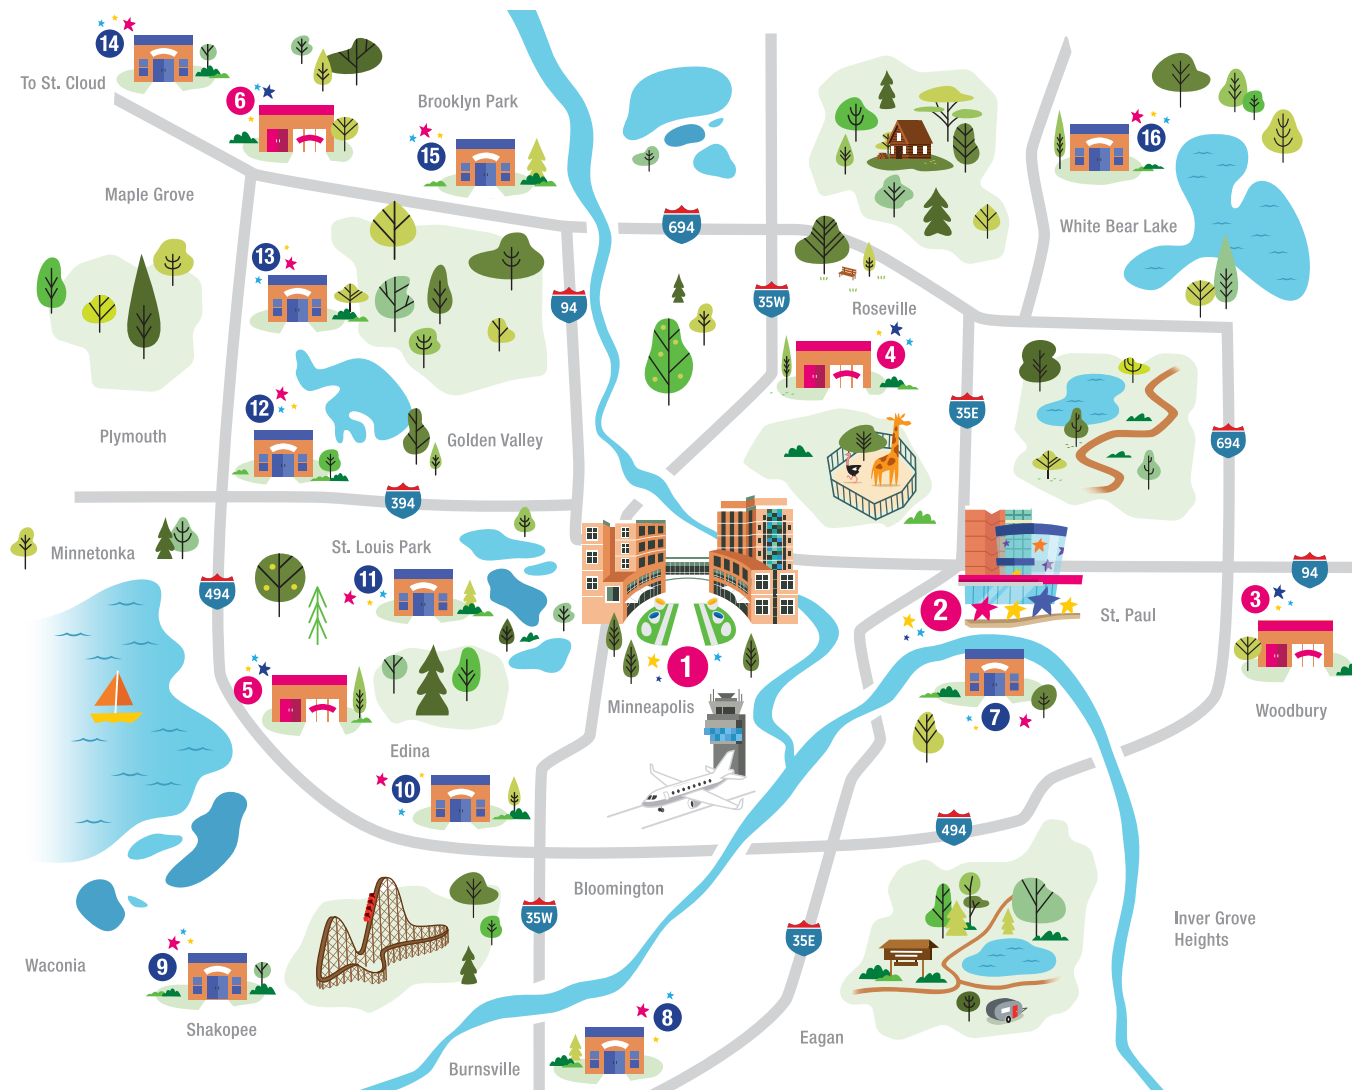 14
To St. Cloud
6
Brooklyn Park
15
16
Maple Grove
694
White Bear Lake
13
94
35W
Roseville
4
12
35E
Plymouth
Golden Valley
694
394
St. Louis Park
Minnetonka
11
494
94
3
2
St. Paul
1
5
Minneapolis
7
Woodbury
Edina
10
494
Bloomington
35W
Inver Grove
Heights
35E
9
Waconia
8
Shakopee
Eagan
Burnsville